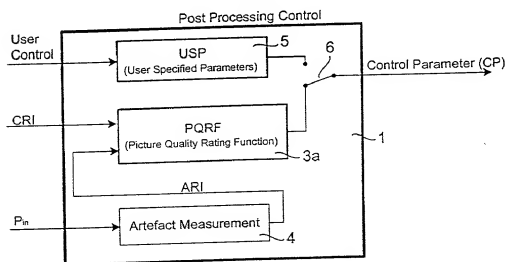 Post Processing Control
User
Control
USP
(User Specified Parameters)
5
6
Control Parameter (CP)
CRI
PQRF
(Picture Quality Rating Function)
3a
1
ARI
Pin
Artefact Measurement
4